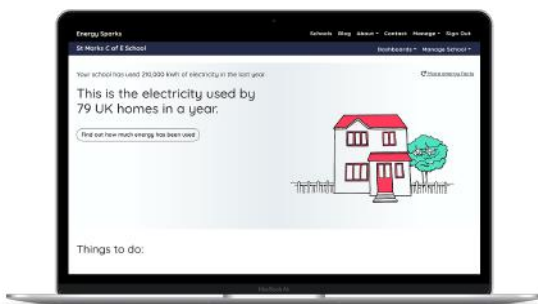 Energy Sparks Schools Blog About Contact Manage Sign Out
St Marks C of E School Dashboards Manage School
Your school has used 210,000 kWh of electricity in the last year
This is the electricity used by
79 UK homes in a year.
Find out how much energy has been used
Things to do: